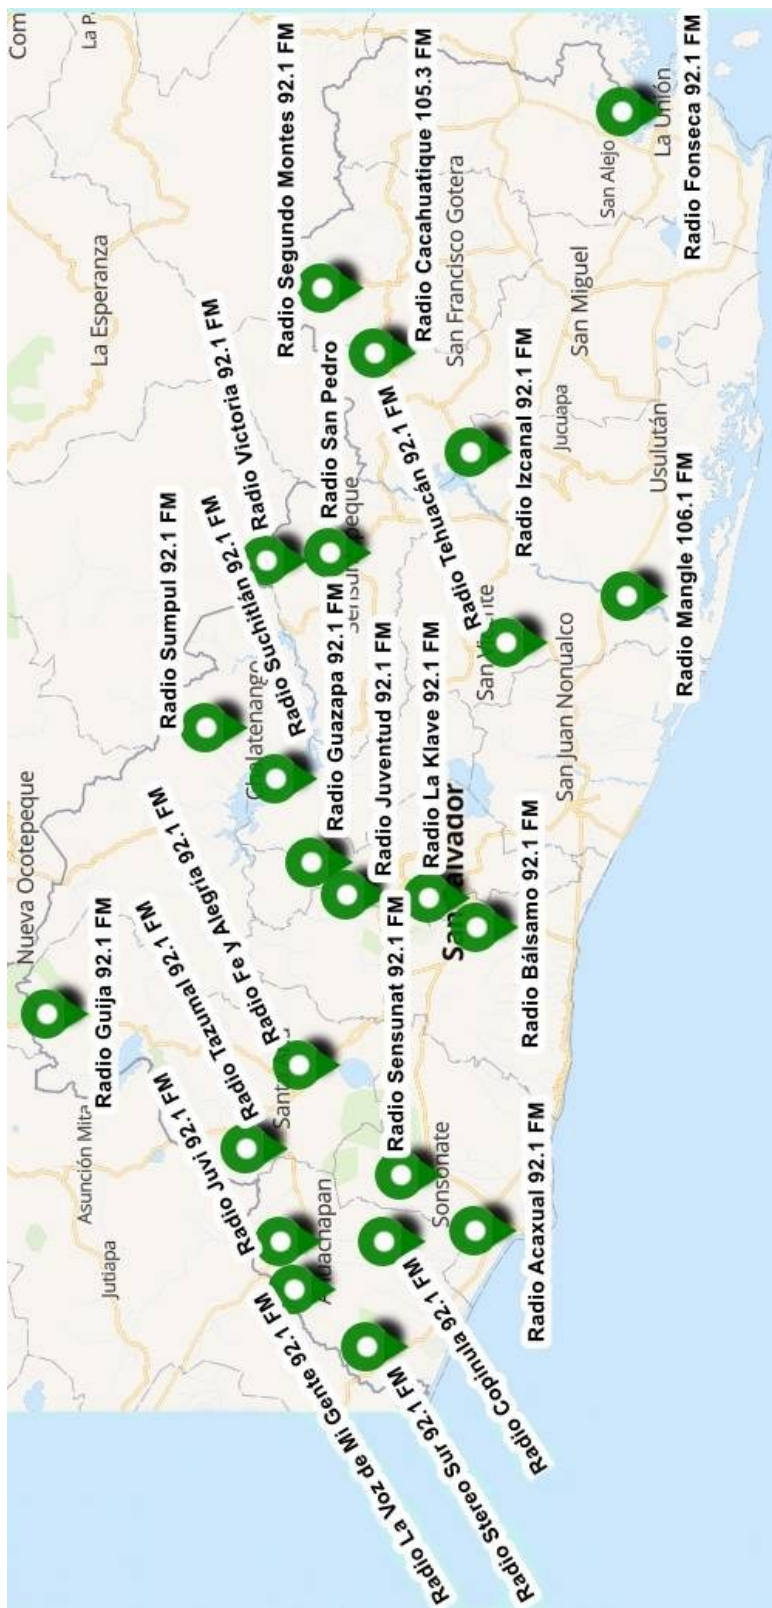 Com
Nueva Ocotepeque
La P
Asunción Mita
La Esperanza
Jutiapa
Radio Guija 92.1 FM
Radio Sumpul 92.1 FM
Radio Juvi 92.1 FM
Radio Tazumal 92.1 FM
Radio Fe y Alegría 92.1 FM
Radio Suchitlán 92.1 FM
Radio Victoria 92.1 FM
Radio Segundo Montes 92.1 FM
Chalatenango
Sant
Radio San Pedro
Radio Guazapa 92.1 FM
Radio La Voz de Mi Gente 92.1 FM
Radio Juventud 92.1 FM
Radio Tehuacán 92.1 FM
Radio Cacahuatique 105.3 FM
Radio Sensunat 92.1 FM
Radio La Klave 92.1 FM
Sonsonate
San Francisco Gotera
Radio Stereo Sur 92.1 FM
Radio Copinula 92.1 FM
Radio Acaxual 92.1 FM
Radio Bálsamo 92.1 FM
Radio Izcanal 92.1 FM
San Juan Nonualco
Jucuapa
San Miguel
San Alejo
Usulután
La Unión
Radio Mangle 106.1 FM
Radio Fonseca 92.1 FM